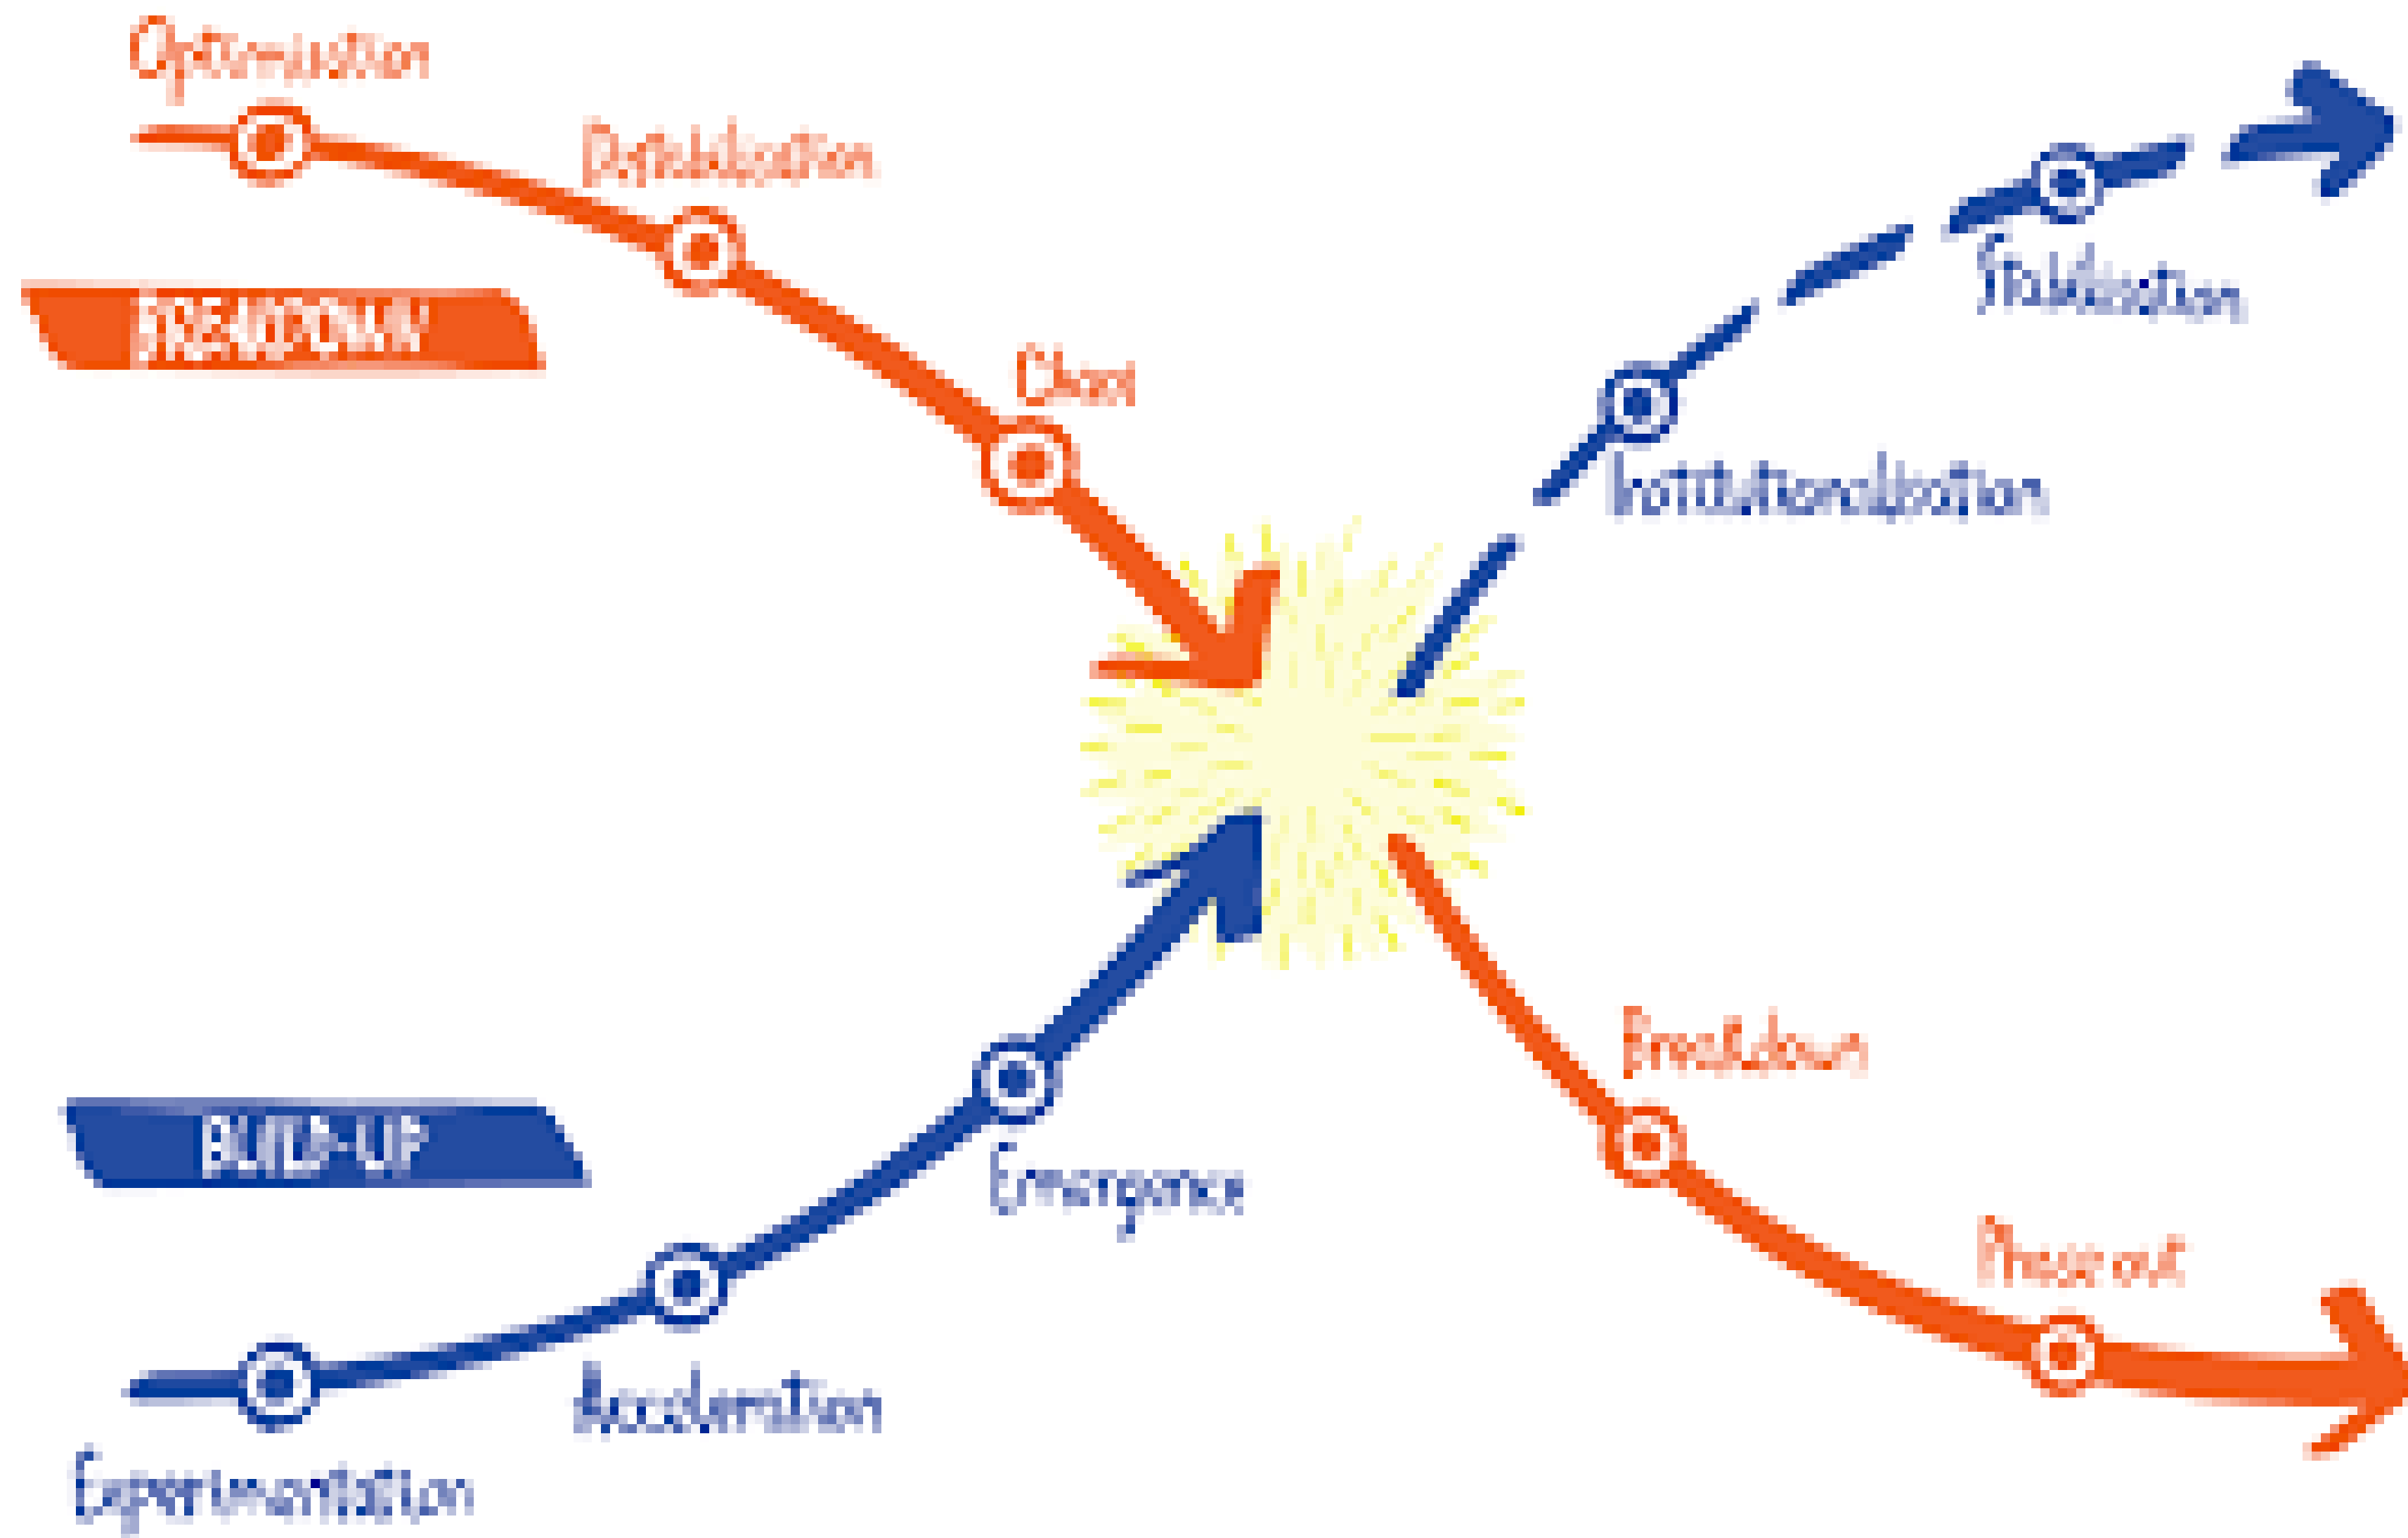 Optimisation
Destabilisation
BREAKDOWN
Chaos
Stabilisation
Institutionalisation
Breakdown
BUILD-UP
Emergence
Phase out
Acceleration
Experimentation